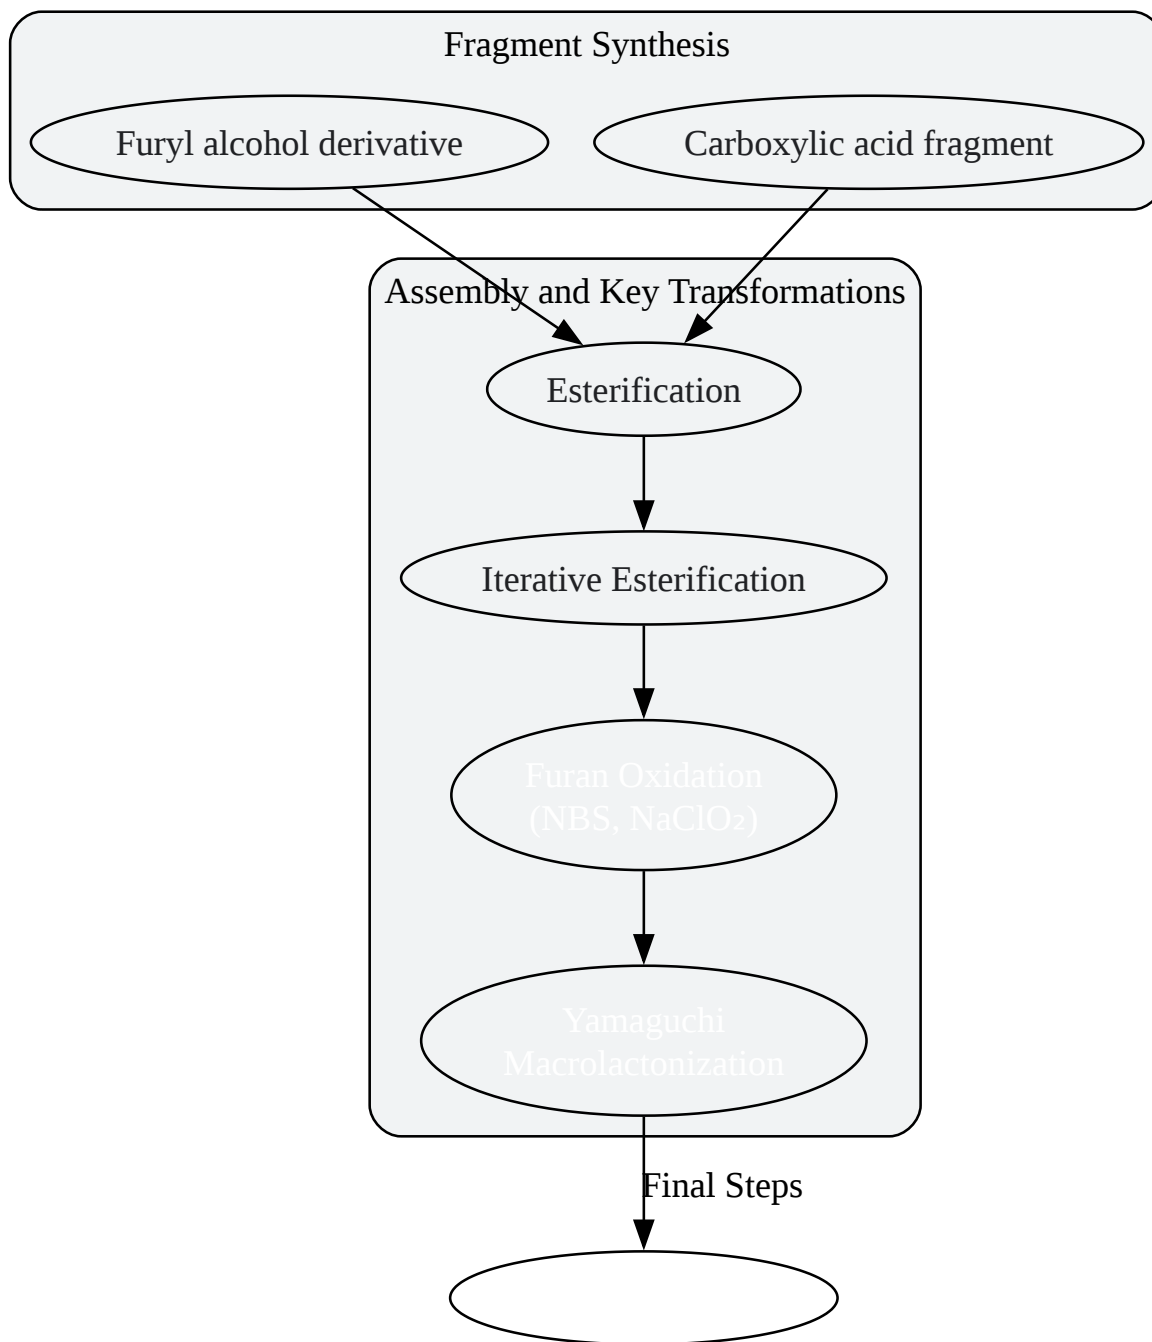 Fragment Synthesis
Furyl alcohol derivative
Carboxylic acid fragment
Assembly and Key Transformations
Esterification
Iterative Esterification
Furan Oxidation
(NBS, NaClO₂)
Yamaguchi
Macrolactonization
Final Steps